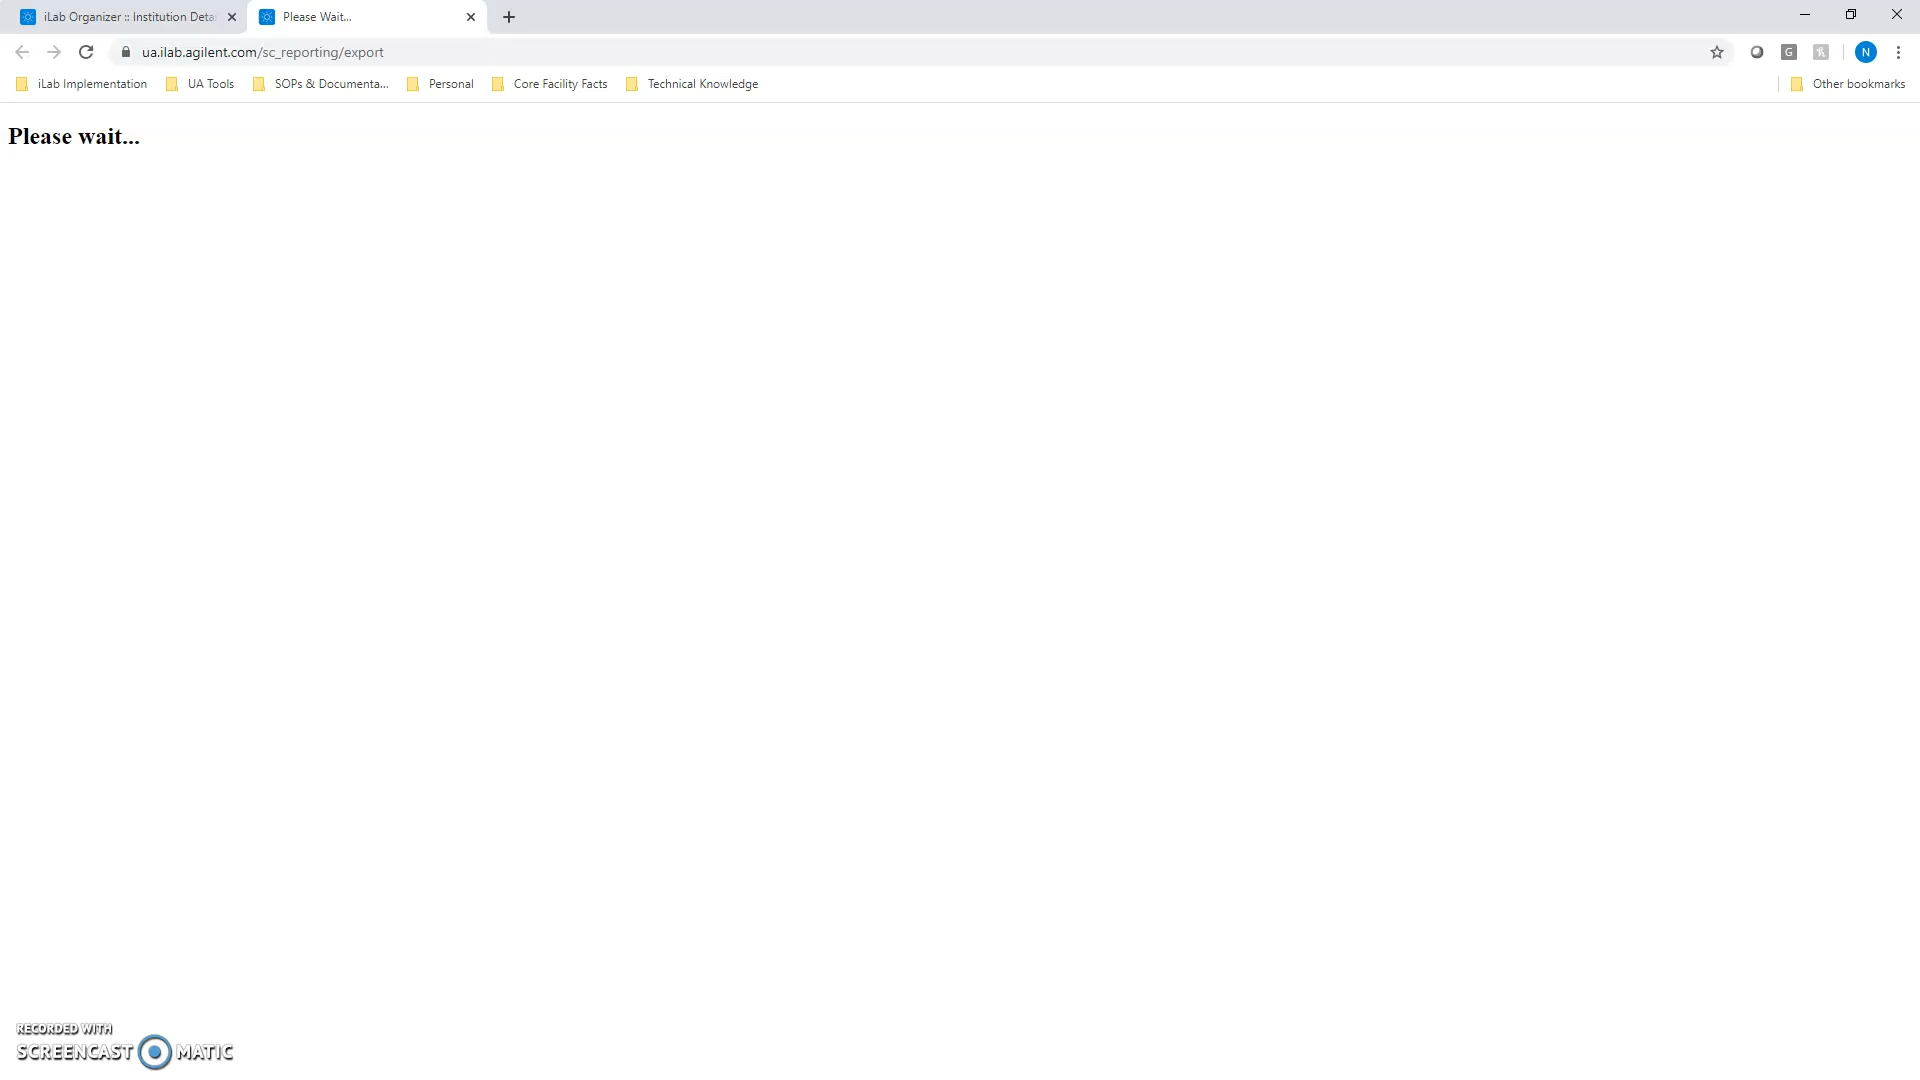 iLab Organizer :: Institution Deta
Please Wait...
ua.ilab.agilent.com/sc_reporting/export
G
N
iLab Implementation
UA Tools
SOPs & Documenta...
Personal
Core Facility Facts
Technical Knowledge
Other bookmarks
Please wait...
RECORDED WITH
SCREENCAST MATIC